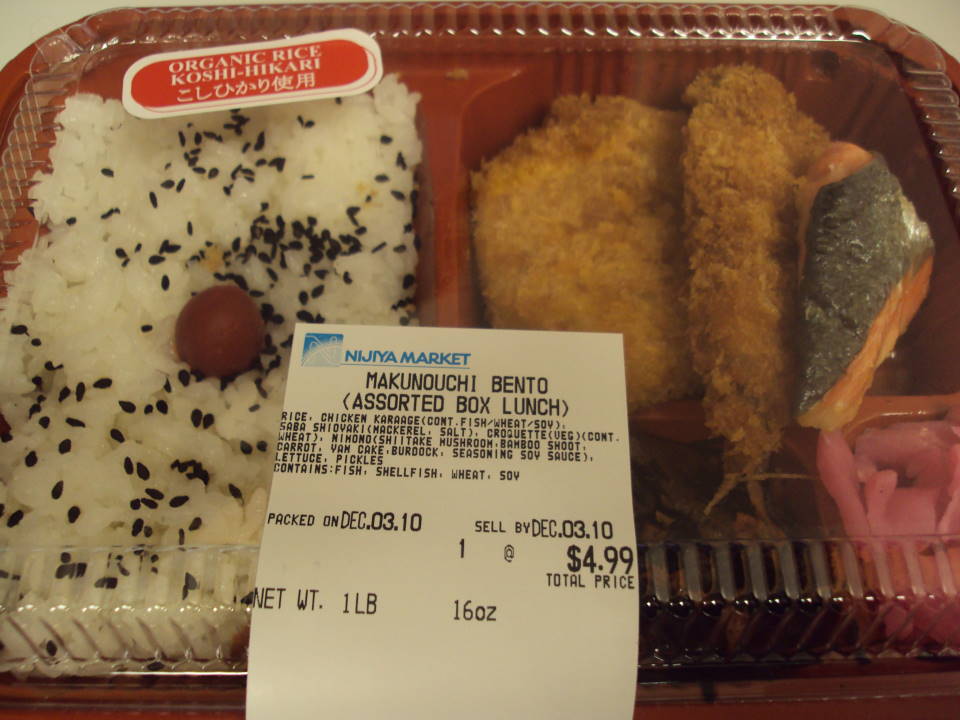 ORGANIC RICE
KOSHI-HIKARI
こしひかり使用
NIJIYA MARKET
MAKUNOUCHI BENTO
(ASSORTED BOX LUNCH)
RICE, CHICKEN KARAAGE(CONT.FISH/WHEAT/SOY),
SABA SHIOYAKI(MACKEREL, SALT), CROQUETTE(VEG)(CONT.
WHEAT), NIMONO(SHIITAKE MUSHROOM,BAMBOO SHOOT,
CARROT, YAM CAKE,BURDOCK, SEASONING SOY SAUCE),
LETTUCE, PICKLES
CONTAINS:FISH, SHELLFISH, WHEAT, SOY
PACKED ON DEC.03.10 SELL BY DEC.03.10
1 @ $4.99
TOTAL PRICE
NET WT. 1LB 16oz